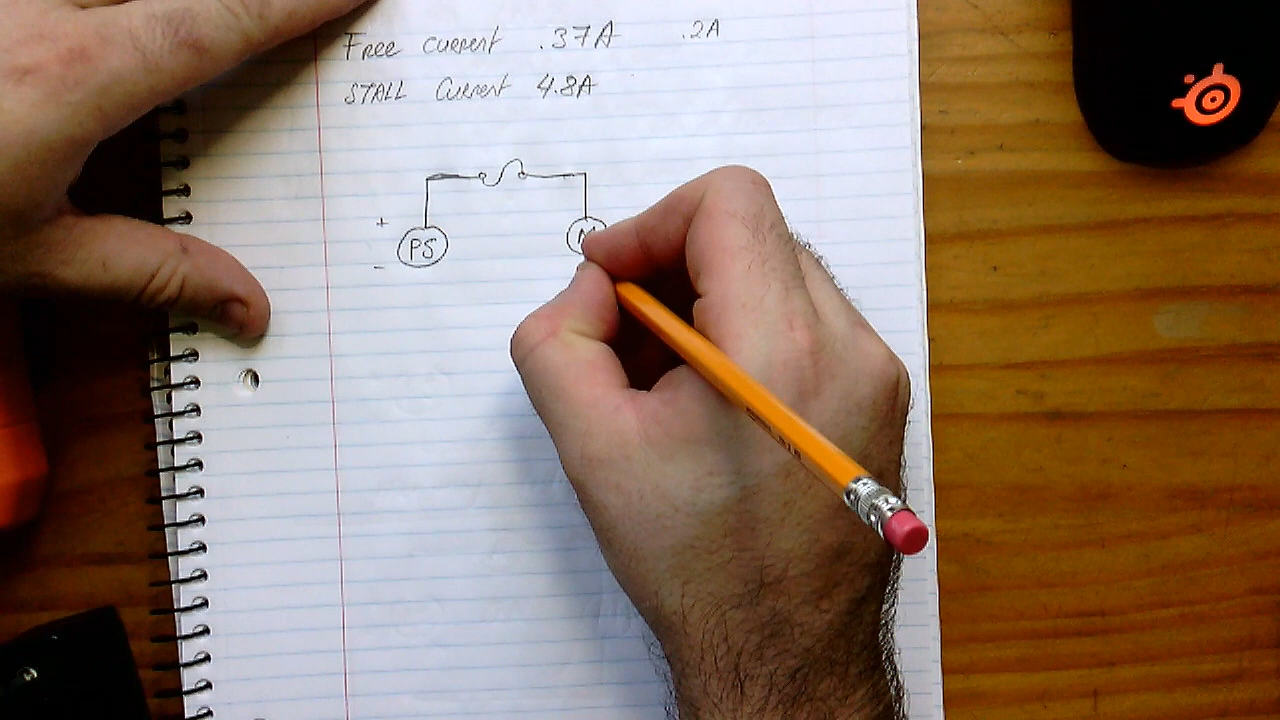 Free Current .37A .2A
STALL Current 4.8A
+
PS M
-